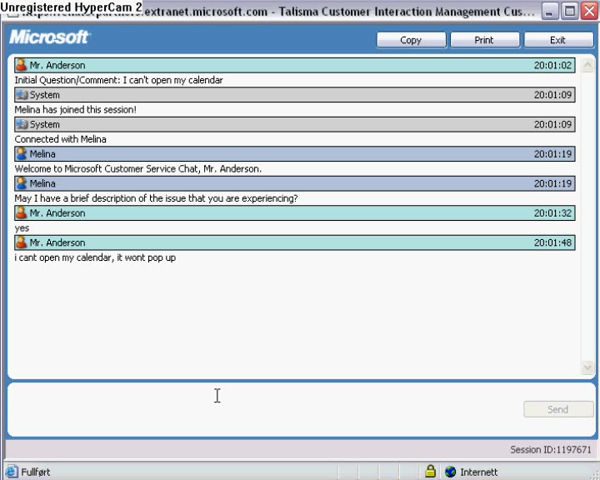 Unregistered HyperCam 2
.extranet.microsoft.com - Talisma Customer Interaction Management Cus...
Microsoft
Copy
Print
Exit
Mr. Anderson 20:01:02
Initial Question/Comment: I can't open my calendar
System 20:01:09
Melina has joined this session!
System 20:01:09
Connected with Melina
Melina 20:01:19
Welcome to Microsoft Customer Service Chat, Mr. Anderson.
Melina 20:01:19
May I have a brief description of the issue that you are experiencing?
Mr. Anderson 20:01:32
yes
Mr. Anderson 20:01:48
i cant open my calendar, it wont pop up
Send
Session ID:1197671
Fullført
Internett